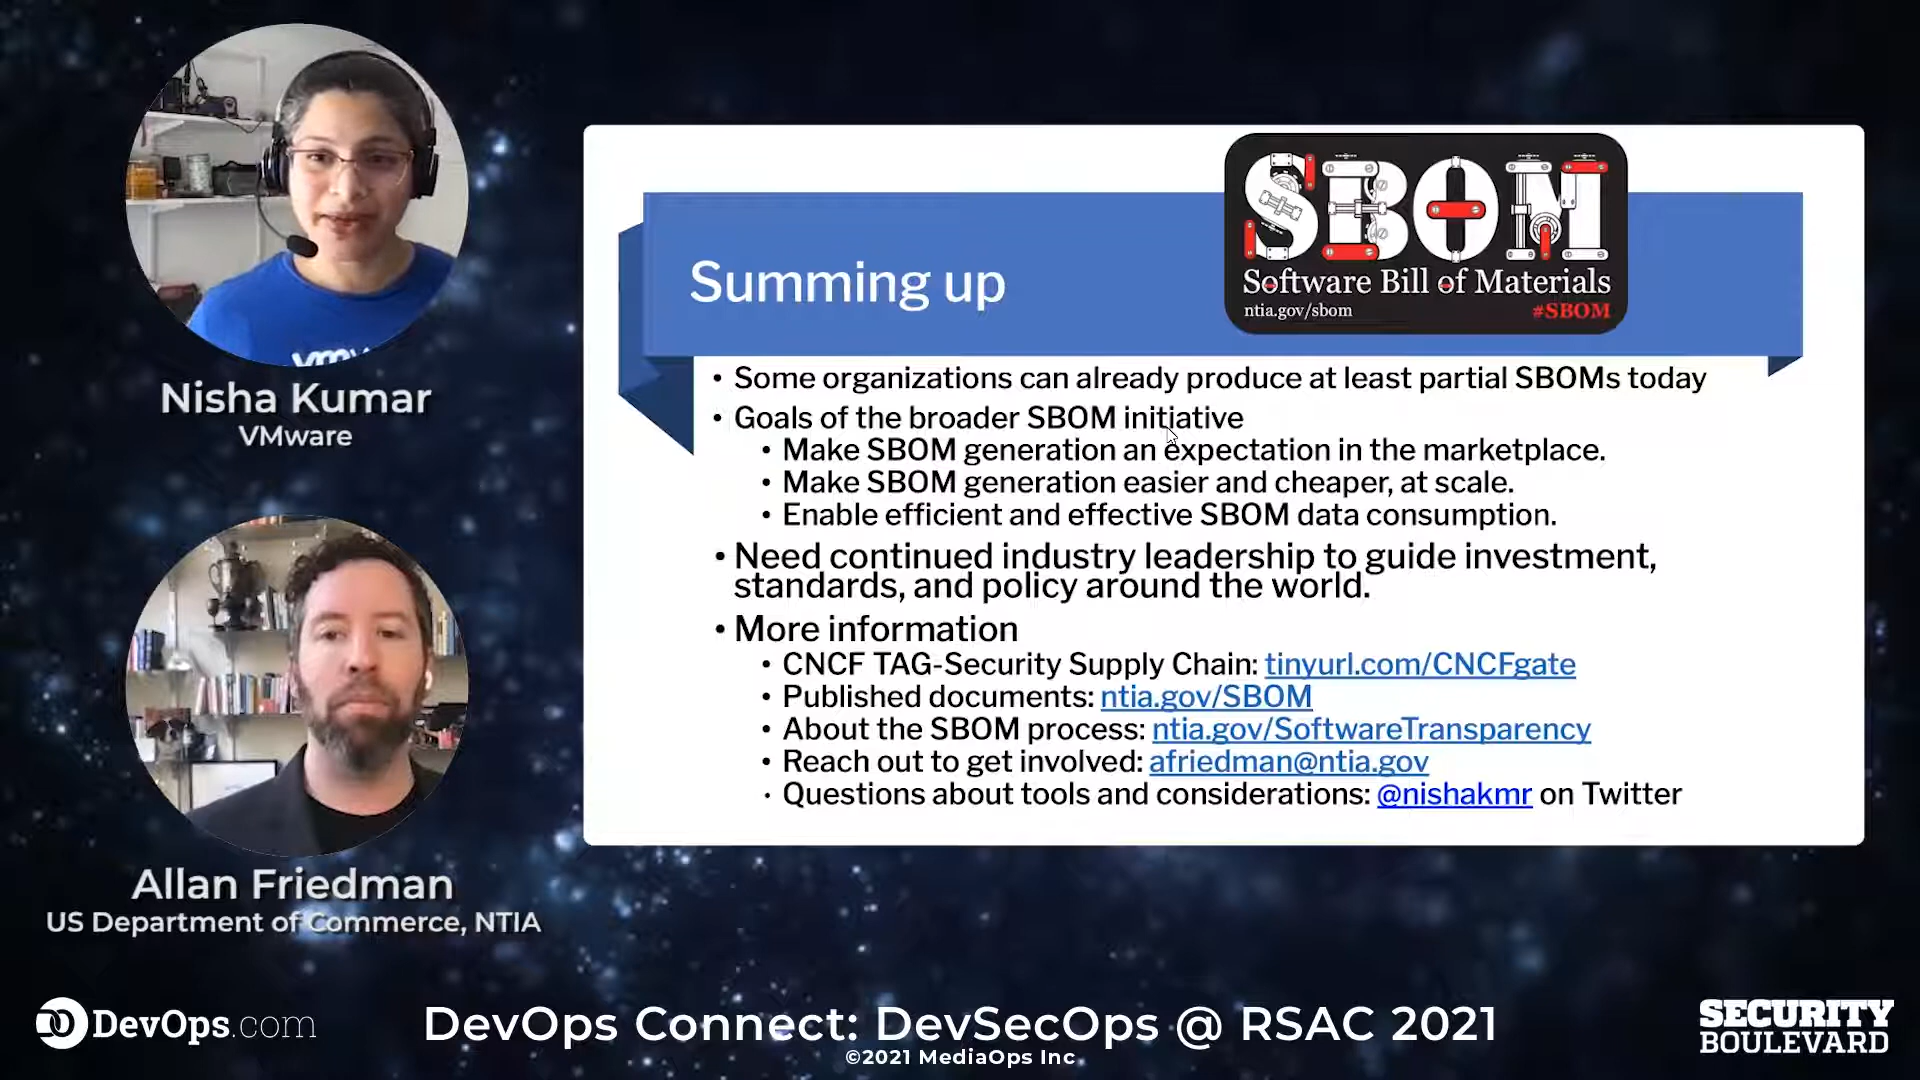 vmw
Nisha Kumar
VMware
Allan Friedman
US Department of Commerce, NTIA
SBOM
Software Bill of Materials
ntia.gov/sbom
#SBOM
Summing up
• Some organizations can already produce at least partial SBOMs today
• Goals of the broader SBOM initiative
• Make SBOM generation an expectation in the marketplace.
• Make SBOM generation easier and cheaper, at scale.
• Enable efficient and effective SBOM data consumption.
• Need continued industry leadership to guide investment,
standards, and policy around the world.
• More information
• CNCF TAG-Security Supply Chain: tinyurl.com/CNCFgate
• Published documents: ntia.gov/SBOM
• About the SBOM process: ntia.gov/SoftwareTransparency
• Reach out to get involved: afriedman@ntia.gov
• Questions about tools and considerations: @nishakmr on Twitter
DevOps.com
DevOps Connect: DevSecOps @ RSAC 2021
©2021 MediaOps Inc
SECURITY
BOULEVARD